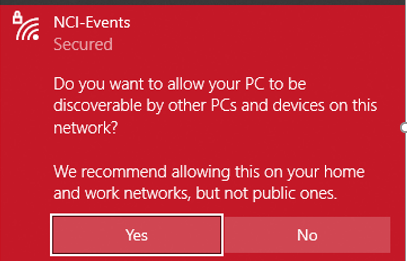 NCI-Events
Secured
Do you want to allow your PC to be
discoverable by other PCs and devices on this
network?
We recommend allowing this on your home
and work networks, but not public ones.
Yes
No